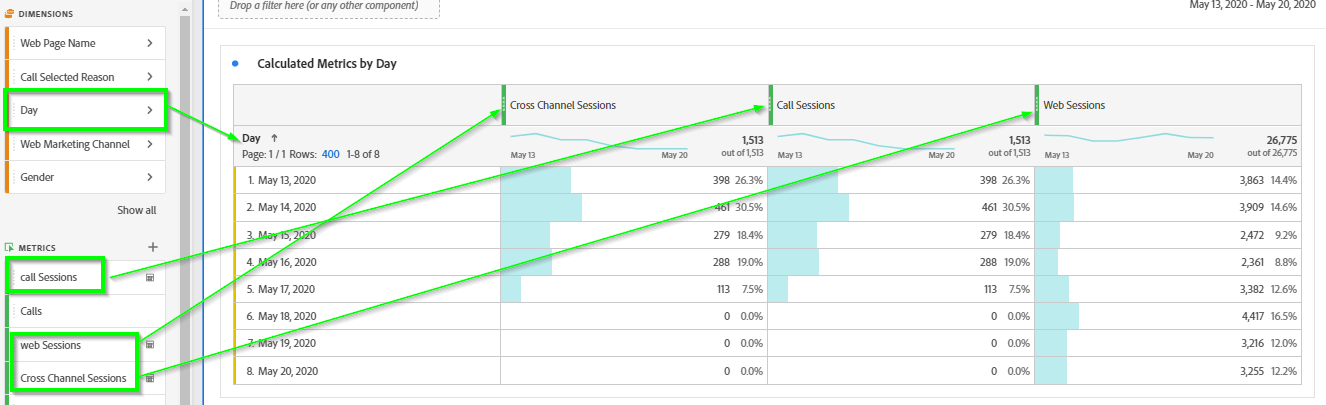 Drop a filter here (or any other component)
May 13, 2020 - May 20, 2020
DIMENSIONS
Web Page Name
Call Selected Reason
Day
Web Marketing Channel
Gender
Show all
METRICS
call Sessions
Calls
web Sessions
Cross Channel Sessions
Calculated Metrics by Day
Cross Channel Sessions Call Sessions Web Sessions
Day ↑ 1,513 1,513 26,775
Page: 1 / 1 Rows: 400 1-8 of 8 May 13 May 20 out of 1,513 May 13 May 20 out of 1,513 May 13 May 20 out of 26,775
1. May 13, 2020 398 26.3% 398 26.3% 3,863 14.4%
2. May 14, 2020 461 30.5% 461 30.5% 3,909 14.6%
3. May 15, 2020 279 18.4% 279 18.4% 2,472 9.2%
4. May 16, 2020 288 19.0% 288 19.0% 2,361 8.8%
5. May 17, 2020 113 7.5% 113 7.5% 3,382 12.6%
6. May 18, 2020 0 0.0% 0 0.0% 4,417 16.5%
7. May 19, 2020 0 0.0% 0 0.0% 3,216 12.0%
8. May 20, 2020 0 0.0% 0 0.0% 3,255 12.2%